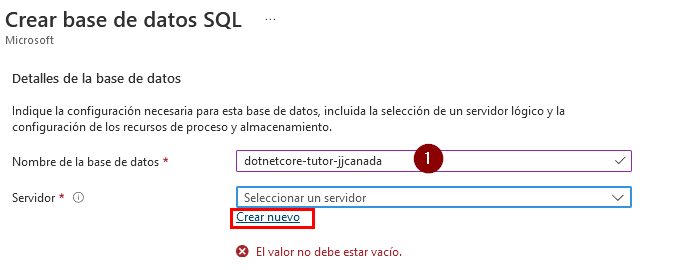 Crear base de datos SQL ...
Microsoft
Detalles de la base de datos
Indique la configuración necesaria para esta base de datos, incluida la selección de un servidor lógico y la
configuración de los recursos de proceso y almacenamiento.
Nombre de la base de datos * dotnetcore-tutor-jjcanada 1
Servidor * Seleccionar un servidor
Crear nuevo
El valor no debe estar vacío.